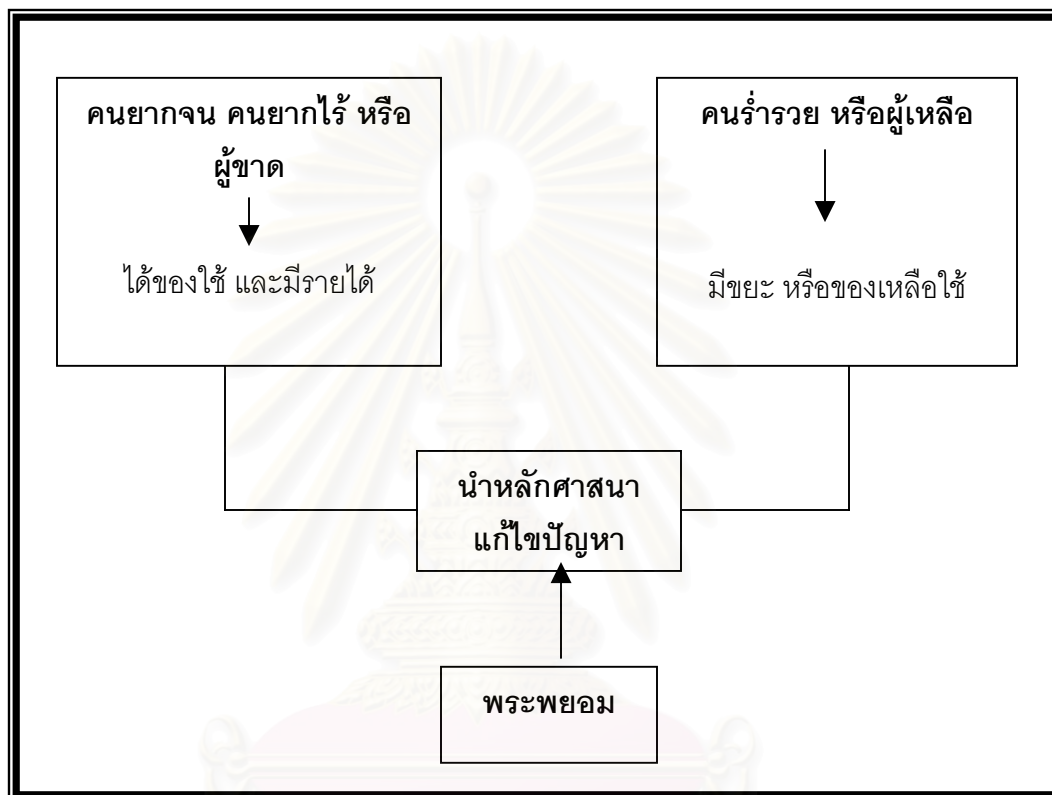 คนยากจน คนยากไร้ หรือ
ผู้ขาด
ได้ของใช้ และมีรายได้
คนร่ำรวย หรือผู้เหลือ
มีขยะ หรือของเหลือใช้
นำหลักศาสนา
แก้ไขปัญหา
พระพยอม